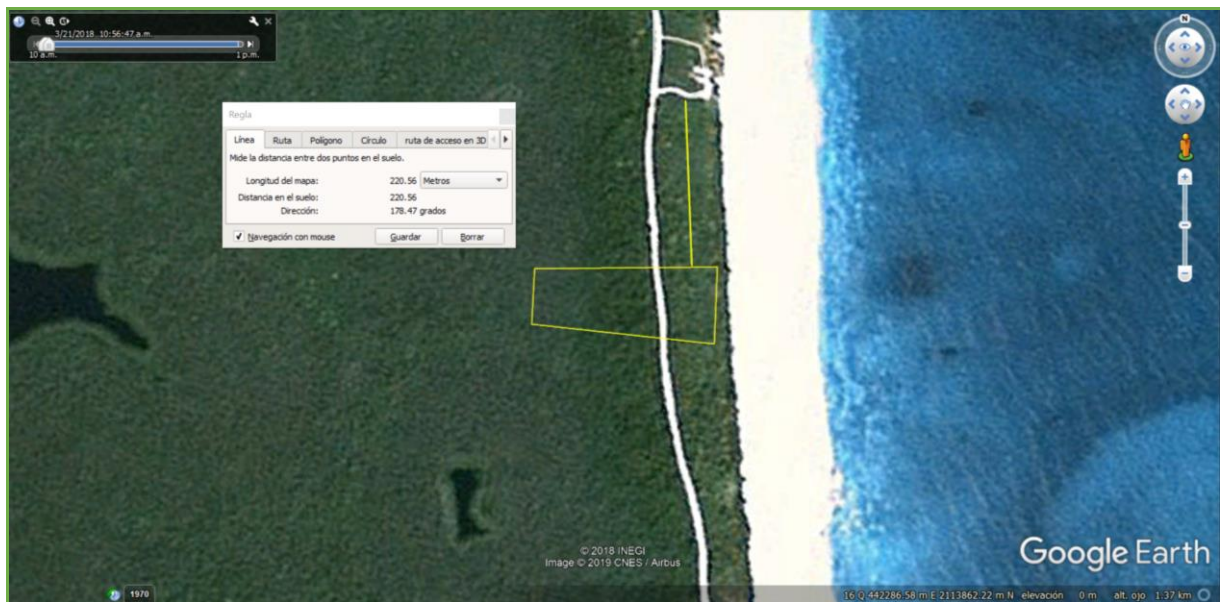 3/21/2018 10:56:47 a.m.
10 a.m. 1 p.m.
N
Regla
Línea Ruta Polígono Círculo ruta de acceso en 3D
Mide la distancia entre dos puntos en el suelo.
Longitud del mapa: 220.56 Metros
Distancia en el suelo: 220.56
Dirección: 178.47 grados
Navegación con mouse Guardar Borrar
© 2018 INEGI
Image © 2019 CNES / Airbus
Google Earth
1970
16 Q 442286.58 m E 2113862.22 m N elevación 0 m alt. ojo 1.37 km